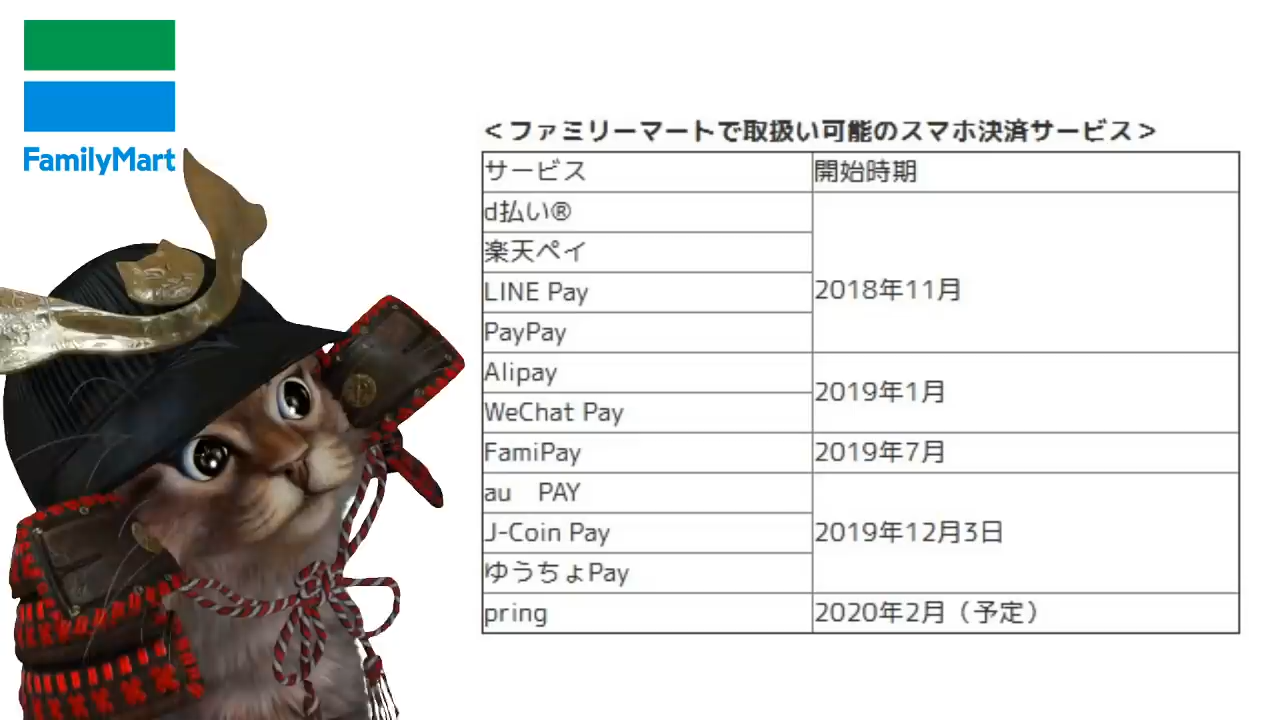 FamilyMart
＜ファミリーマートで取扱い可能のスマホ決済サービス＞
サービス 開始時期
d払い®
楽天ペイ
LINE Pay
PayPay
2018年11月
Alipay
WeChat Pay
2019年1月
FamiPay 2019年7月
au　PAY
J-Coin Pay
ゆうちょPay
2019年12月3日
pring 2020年2月（予定）